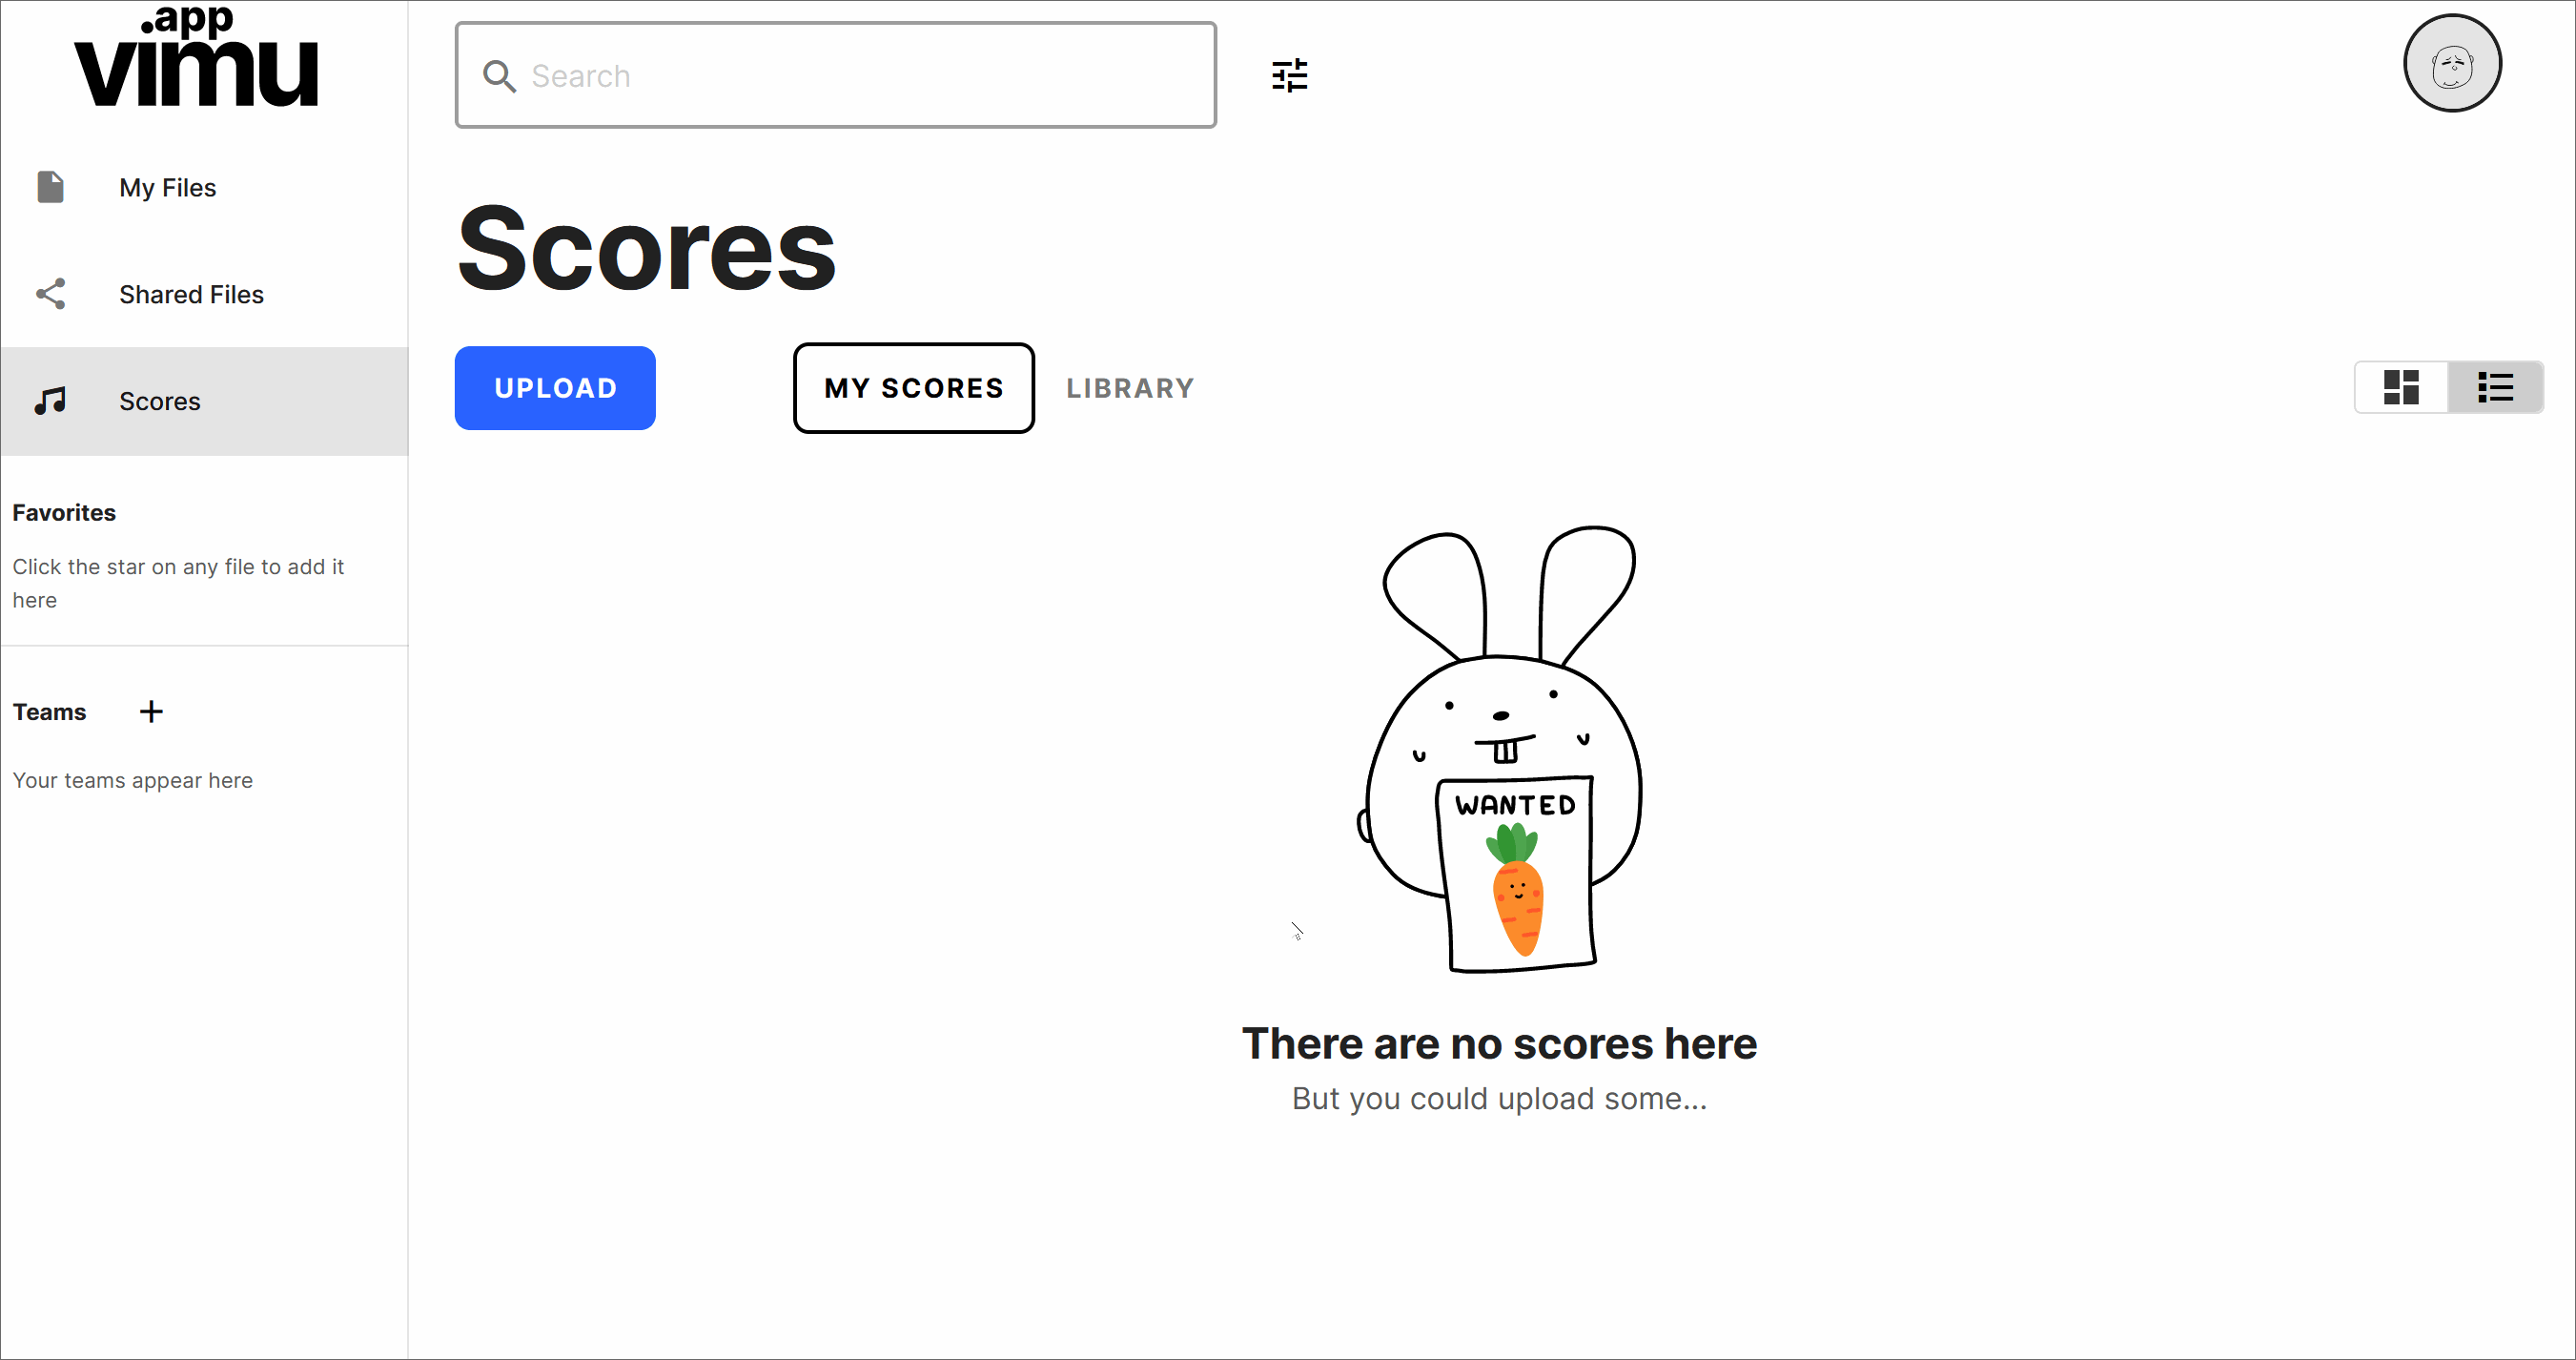 .app
vimu
Search
My Files
Shared Files
Scores
Favorites
Click the star on any file to add it
here
Teams +
Your teams appear here
Scores
UPLOAD
MY SCORES
LIBRARY
WANTED
There are no scores here
But you could upload some...